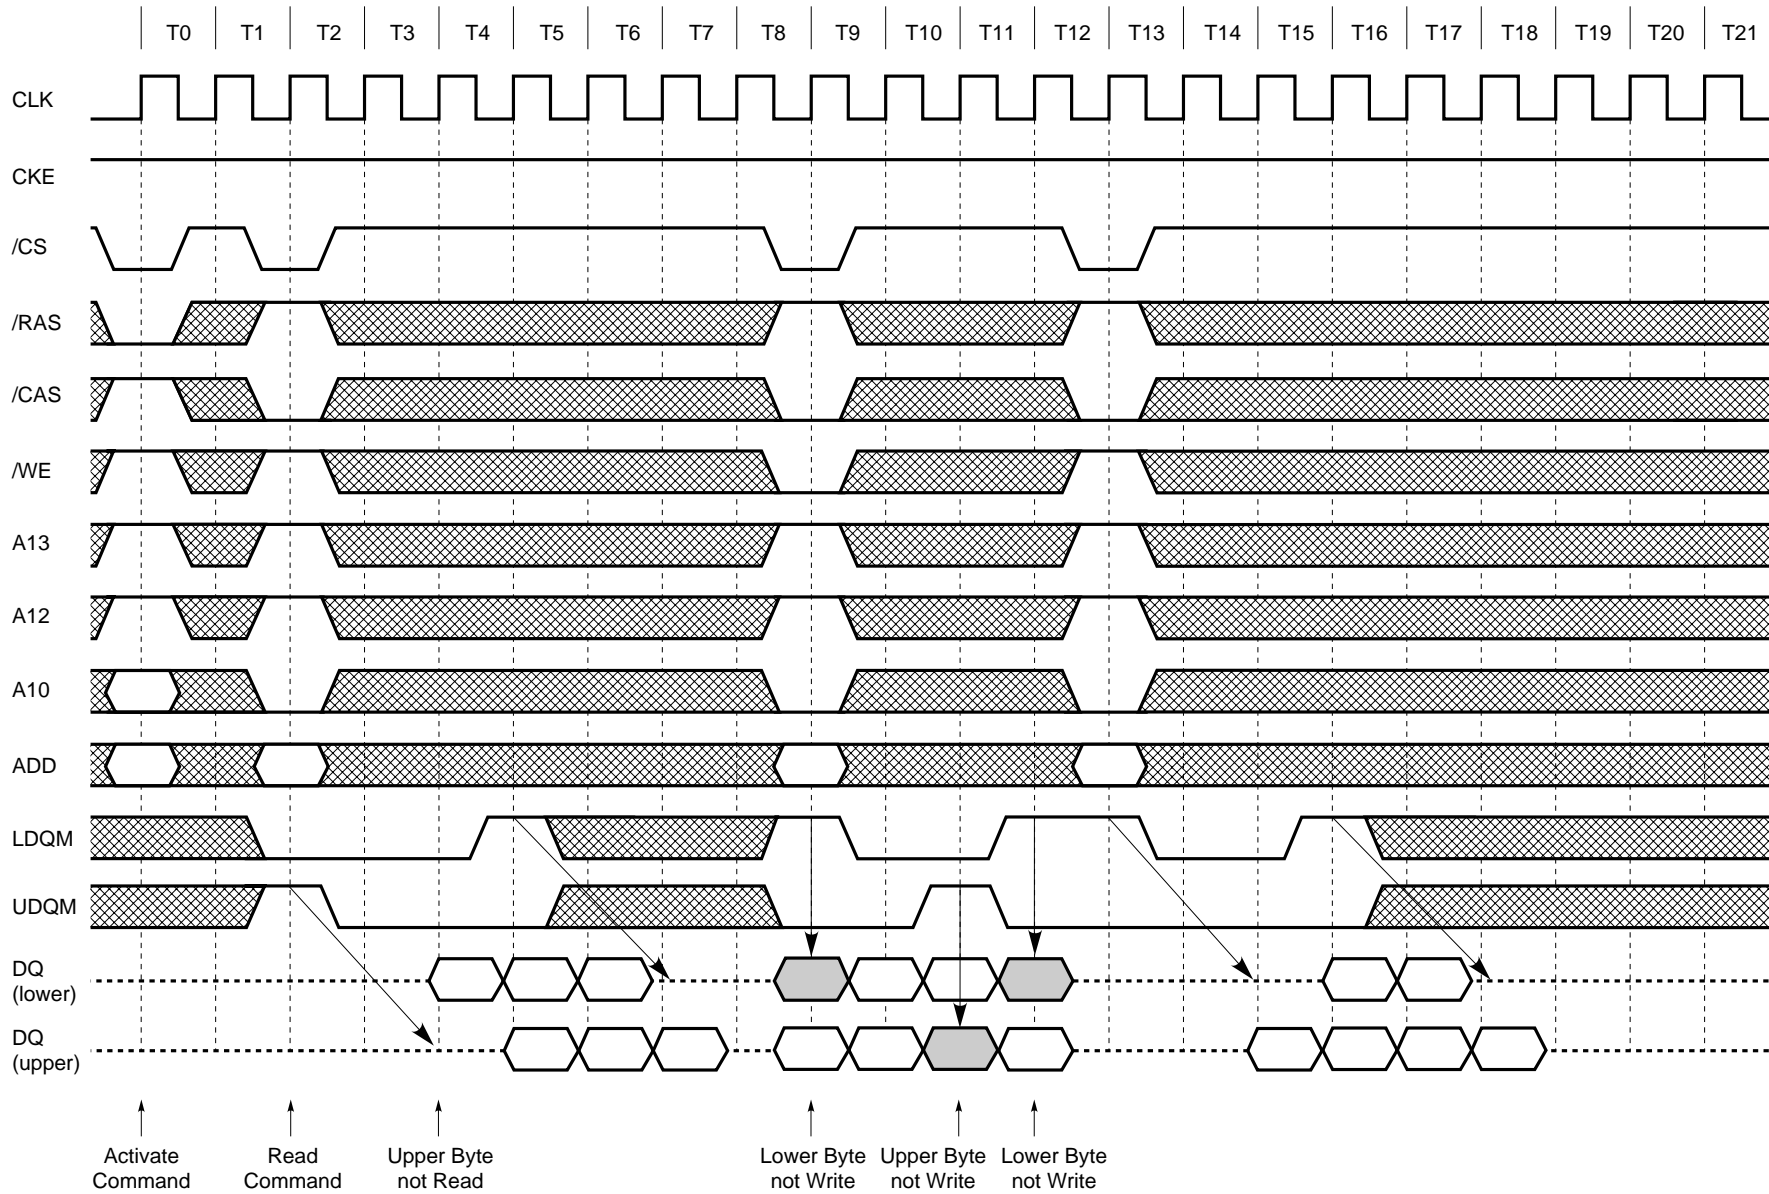 T0 T1 T2 T3 T4 T5 T6 T7 T8 T9 T10 T11 T12 T13 T14 T15 T16 T17 T18 T19 T20 T21
CLK
CKE
/CS
/RAS
/CAS
/WE
A13
A12
A10
ADD
LDQM
UDQM
DQ
(lower)
DQ
(upper)
Activate
Command
Read
Command
Upper Byte
not Read
Lower Byte
not Write
Upper Byte
not Write
Lower Byte
not Write